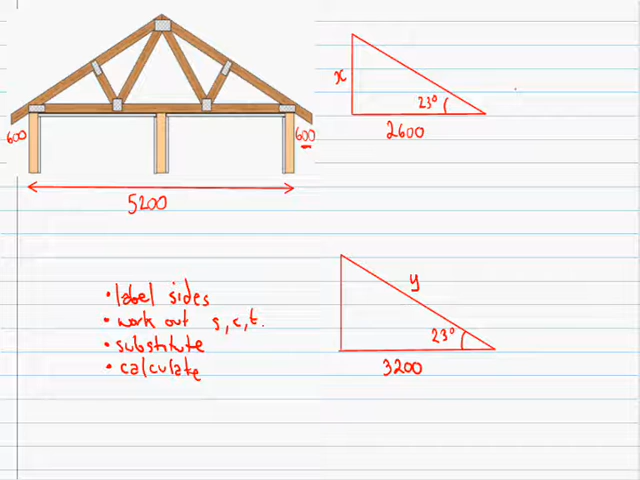 600
600
5200
x
23°
2600
• label sides
• work out s, c, t.
• substitute
• calculate
y
23°
3200